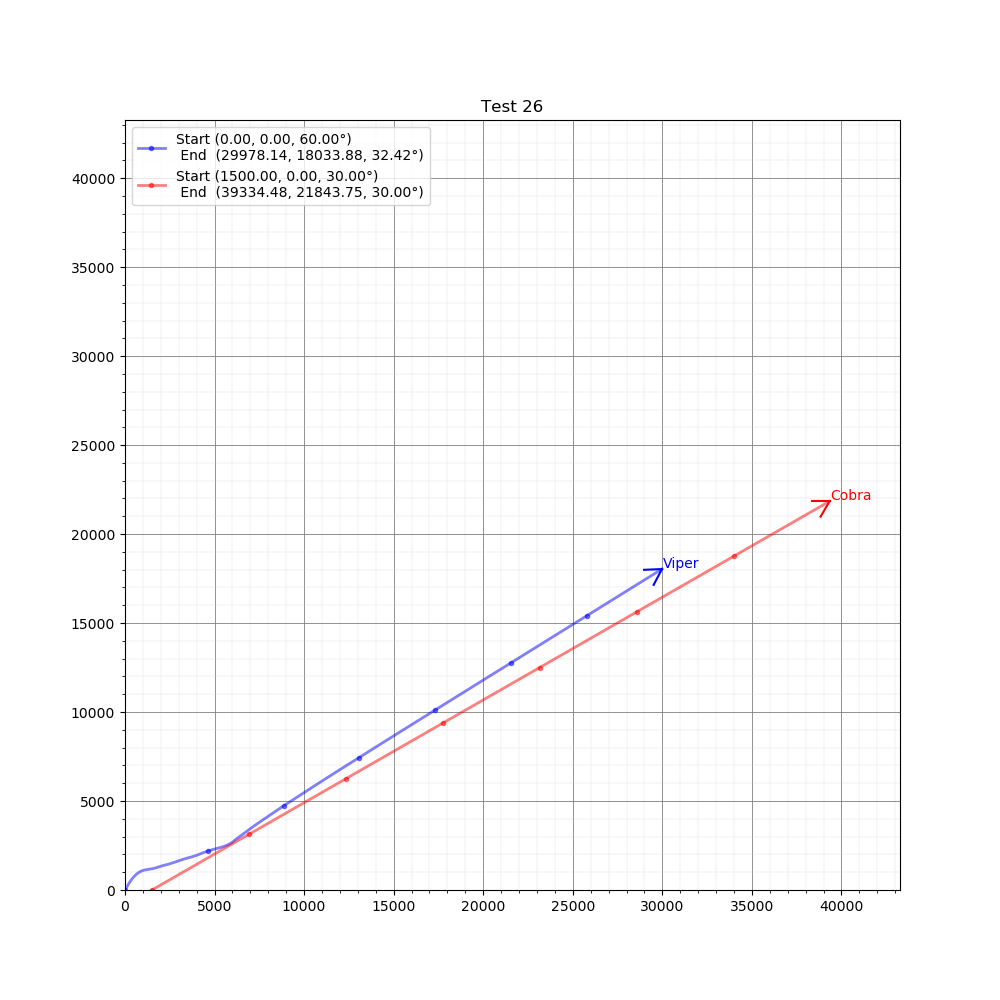 Test 26
Start (0.00, 0.00, 60.00°)
End (29978.14, 18033.88, 32.42°)
Start (1500.00, 0.00, 30.00°)
End (39334.48, 21843.75, 30.00°)
40000
35000
30000
25000
20000
15000
10000
5000
0
Cobra
Viper
0 5000 10000 15000 20000 25000 30000 35000 40000